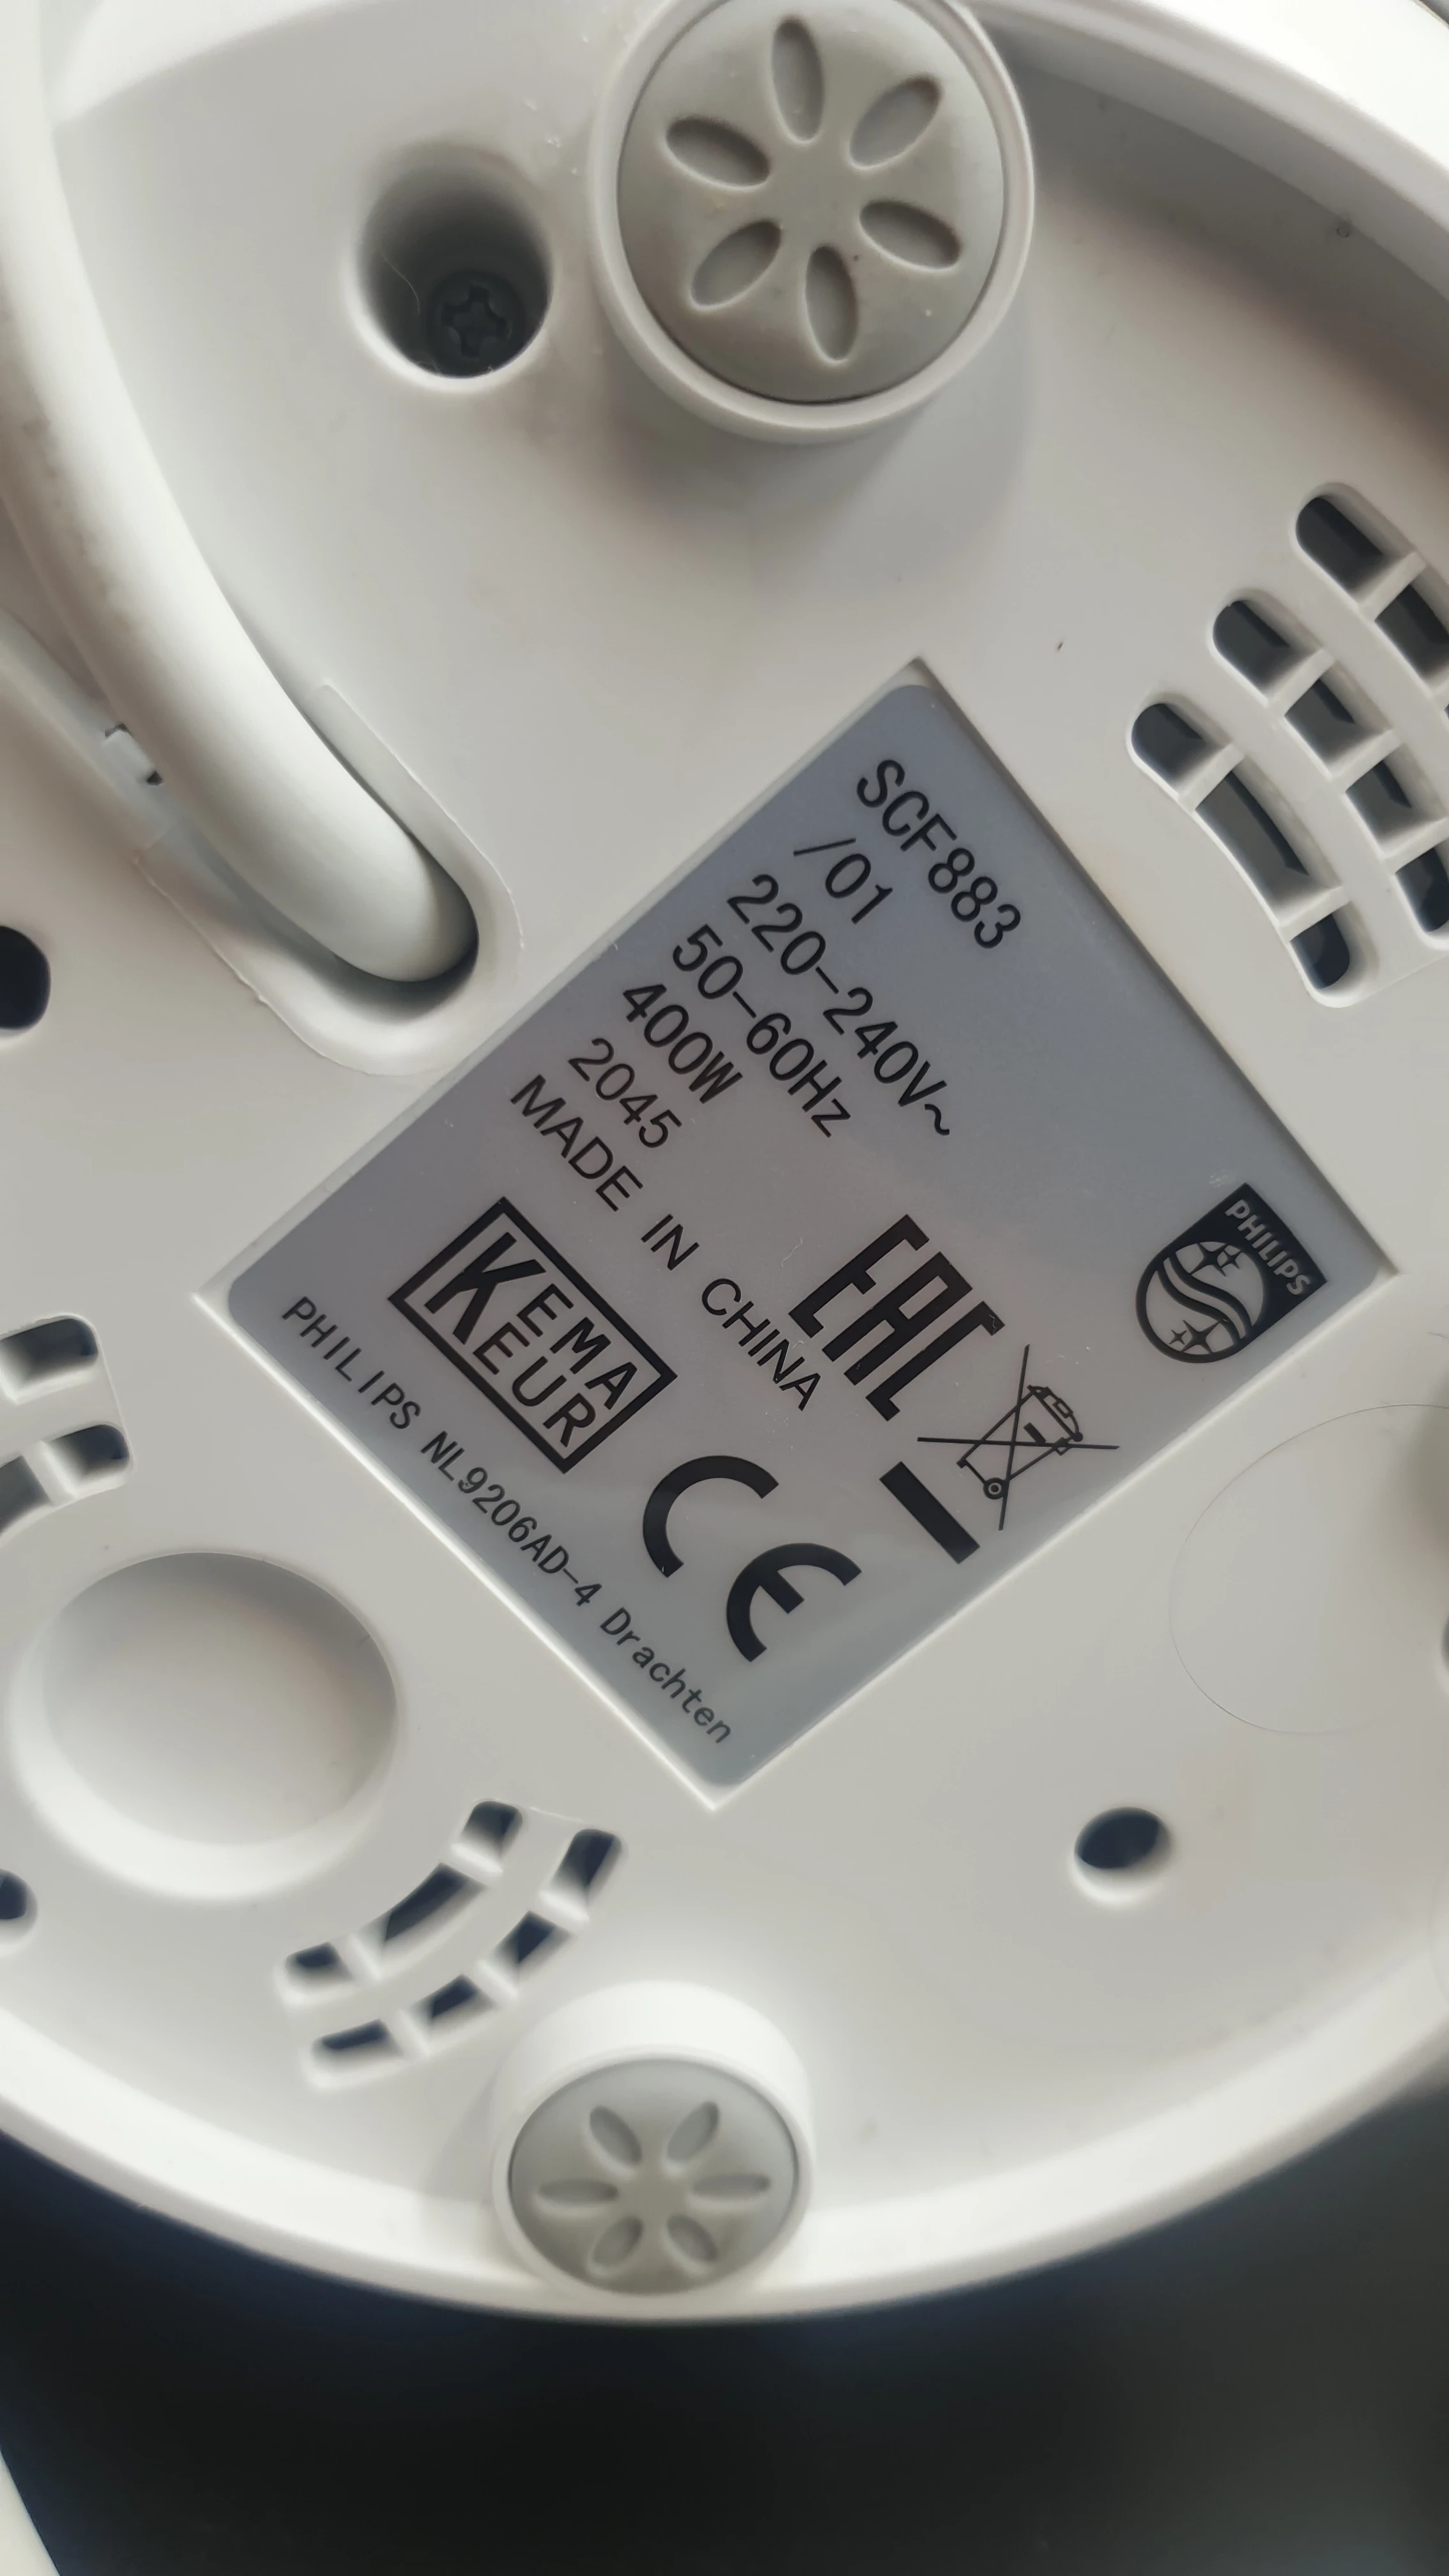 SCF883
/01
220-240V~
50-60Hz
400W
2045
MADE IN CHINA
PHILIPS
EAC
KEMA
KEUR
CE
PHILIPS NL9206AD-4 Drachten